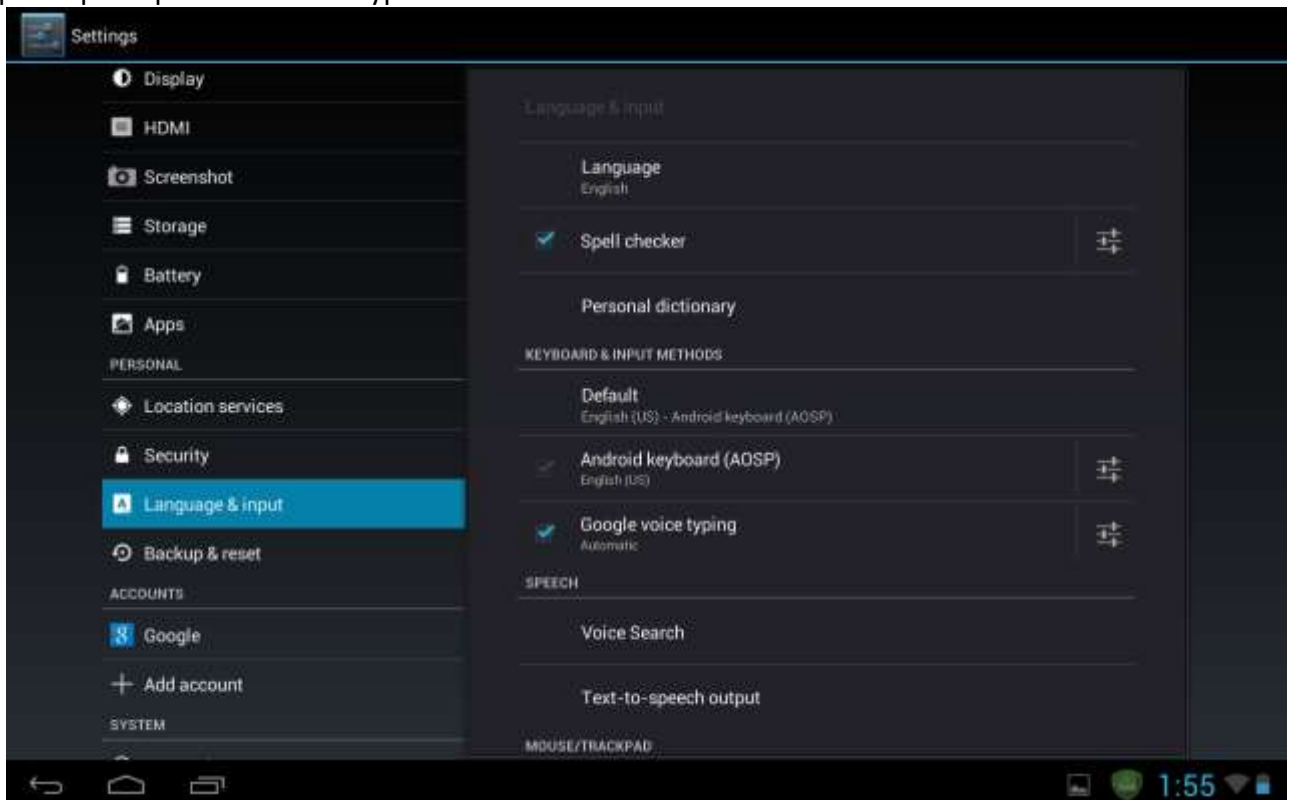 Settings
Display
HDMI
Screenshot
Storage
Battery
Apps
PERSONAL
Location services
Security
Language & input
Backup & reset
ACCOUNTS
Google
Add account
SYSTEM
Language & input
Language
English
Spell checker
Personal dictionary
KEYBOARD & INPUT METHODS
Default
English (US) - Android keyboard (AOSP)
Android keyboard (AOSP)
English (US)
Google voice typing
Automatic
SPEECH
Voice Search
Text-to-speech output
MOUSE/TRACKPAD
1:55